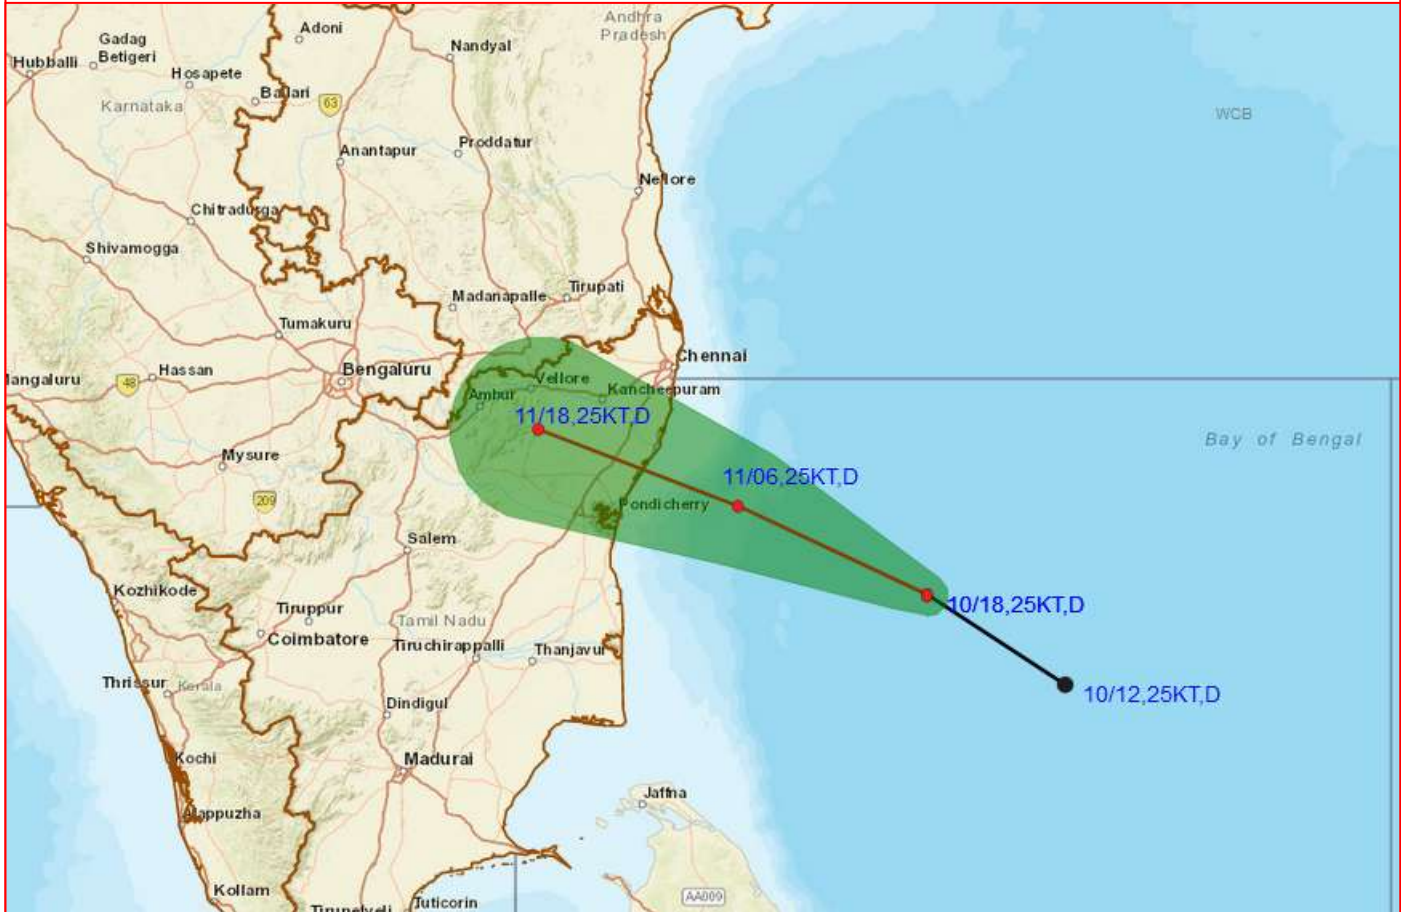 Andhra
Pradesh
Adoni
Gadag
Betigeri
Nandyal
Hubballi
Hosapete
Ballari
Karnataka
63
WCB
Proddatur
Anantapur
Nellore
Chitradurga
Shivamogga
Tirupati
Madanapalle
Tumakuru
Chennai
Hassan
Bengaluru
Mangaluru
48
Vellore
Kancheepuram
Ambur
11/18,25KT,D
Bay of Bengal
Mysure
11/06,25KT,D
209
Pondicherry
Salem
Kozhikode
10/18,25KT,D
Tiruppur
Tamil Nadu
Coimbatore
Tiruchirappalli
Thanjavur
Thrissur
Kerala
10/12,25KT,D
Dindigul
Kochi
Madurai
Jaffna
Alappuzha
Kollam
AA009
Tuticorin
Tirunelveli